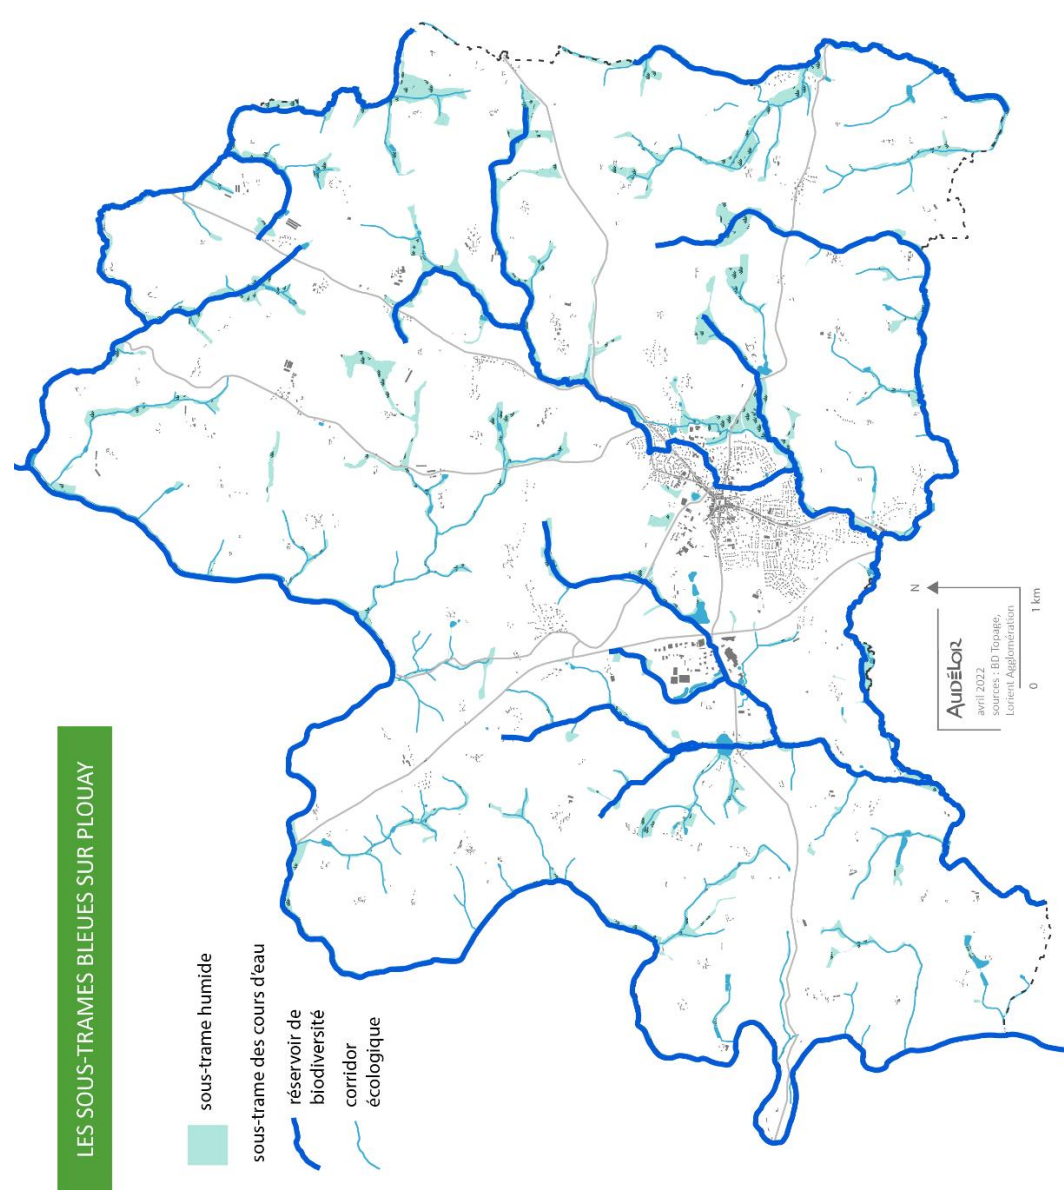 LES SOUS-TRAMES BLEUES SUR PLOUAY
sous-trame humide
sous-trame des cours d'eau
réservoir de
biodiversité
corridor
écologique
N
AUDÉLOR
avril 2022
sources : BD Topage,
Lorient Agglomération
0
1 km